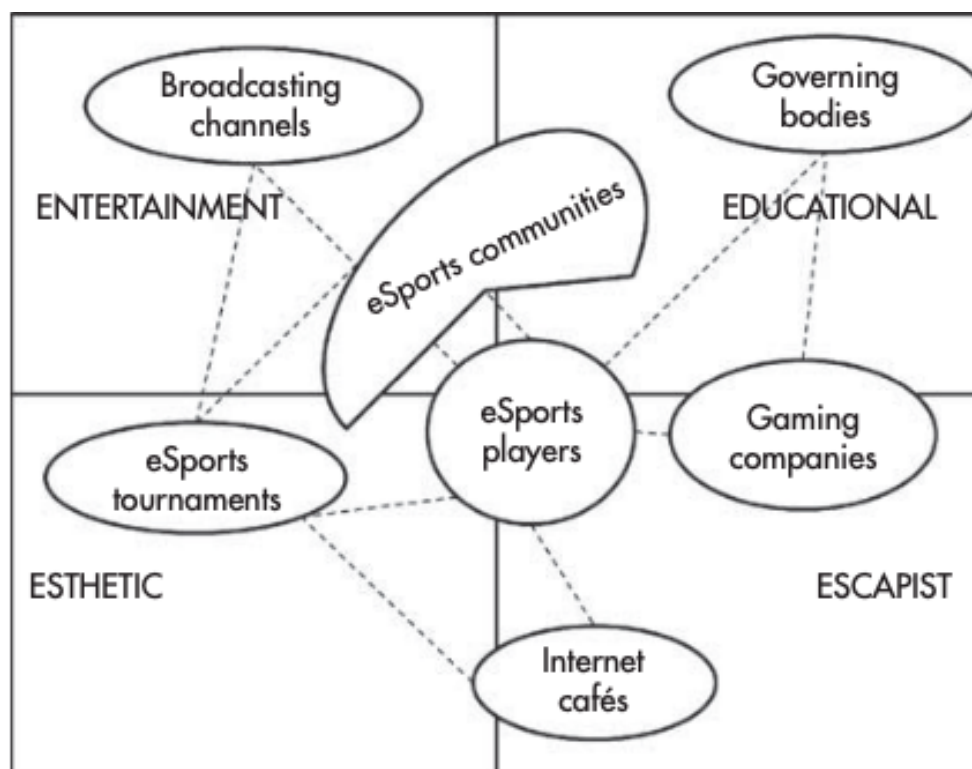 Broadcasting
channels
Governing
bodies
ENTERTAINMENT
EDUCATIONAL
eSports communities
eSports
players
Gaming
companies
eSports
tournaments
ESTHETIC
ESCAPIST
Internet
cafés